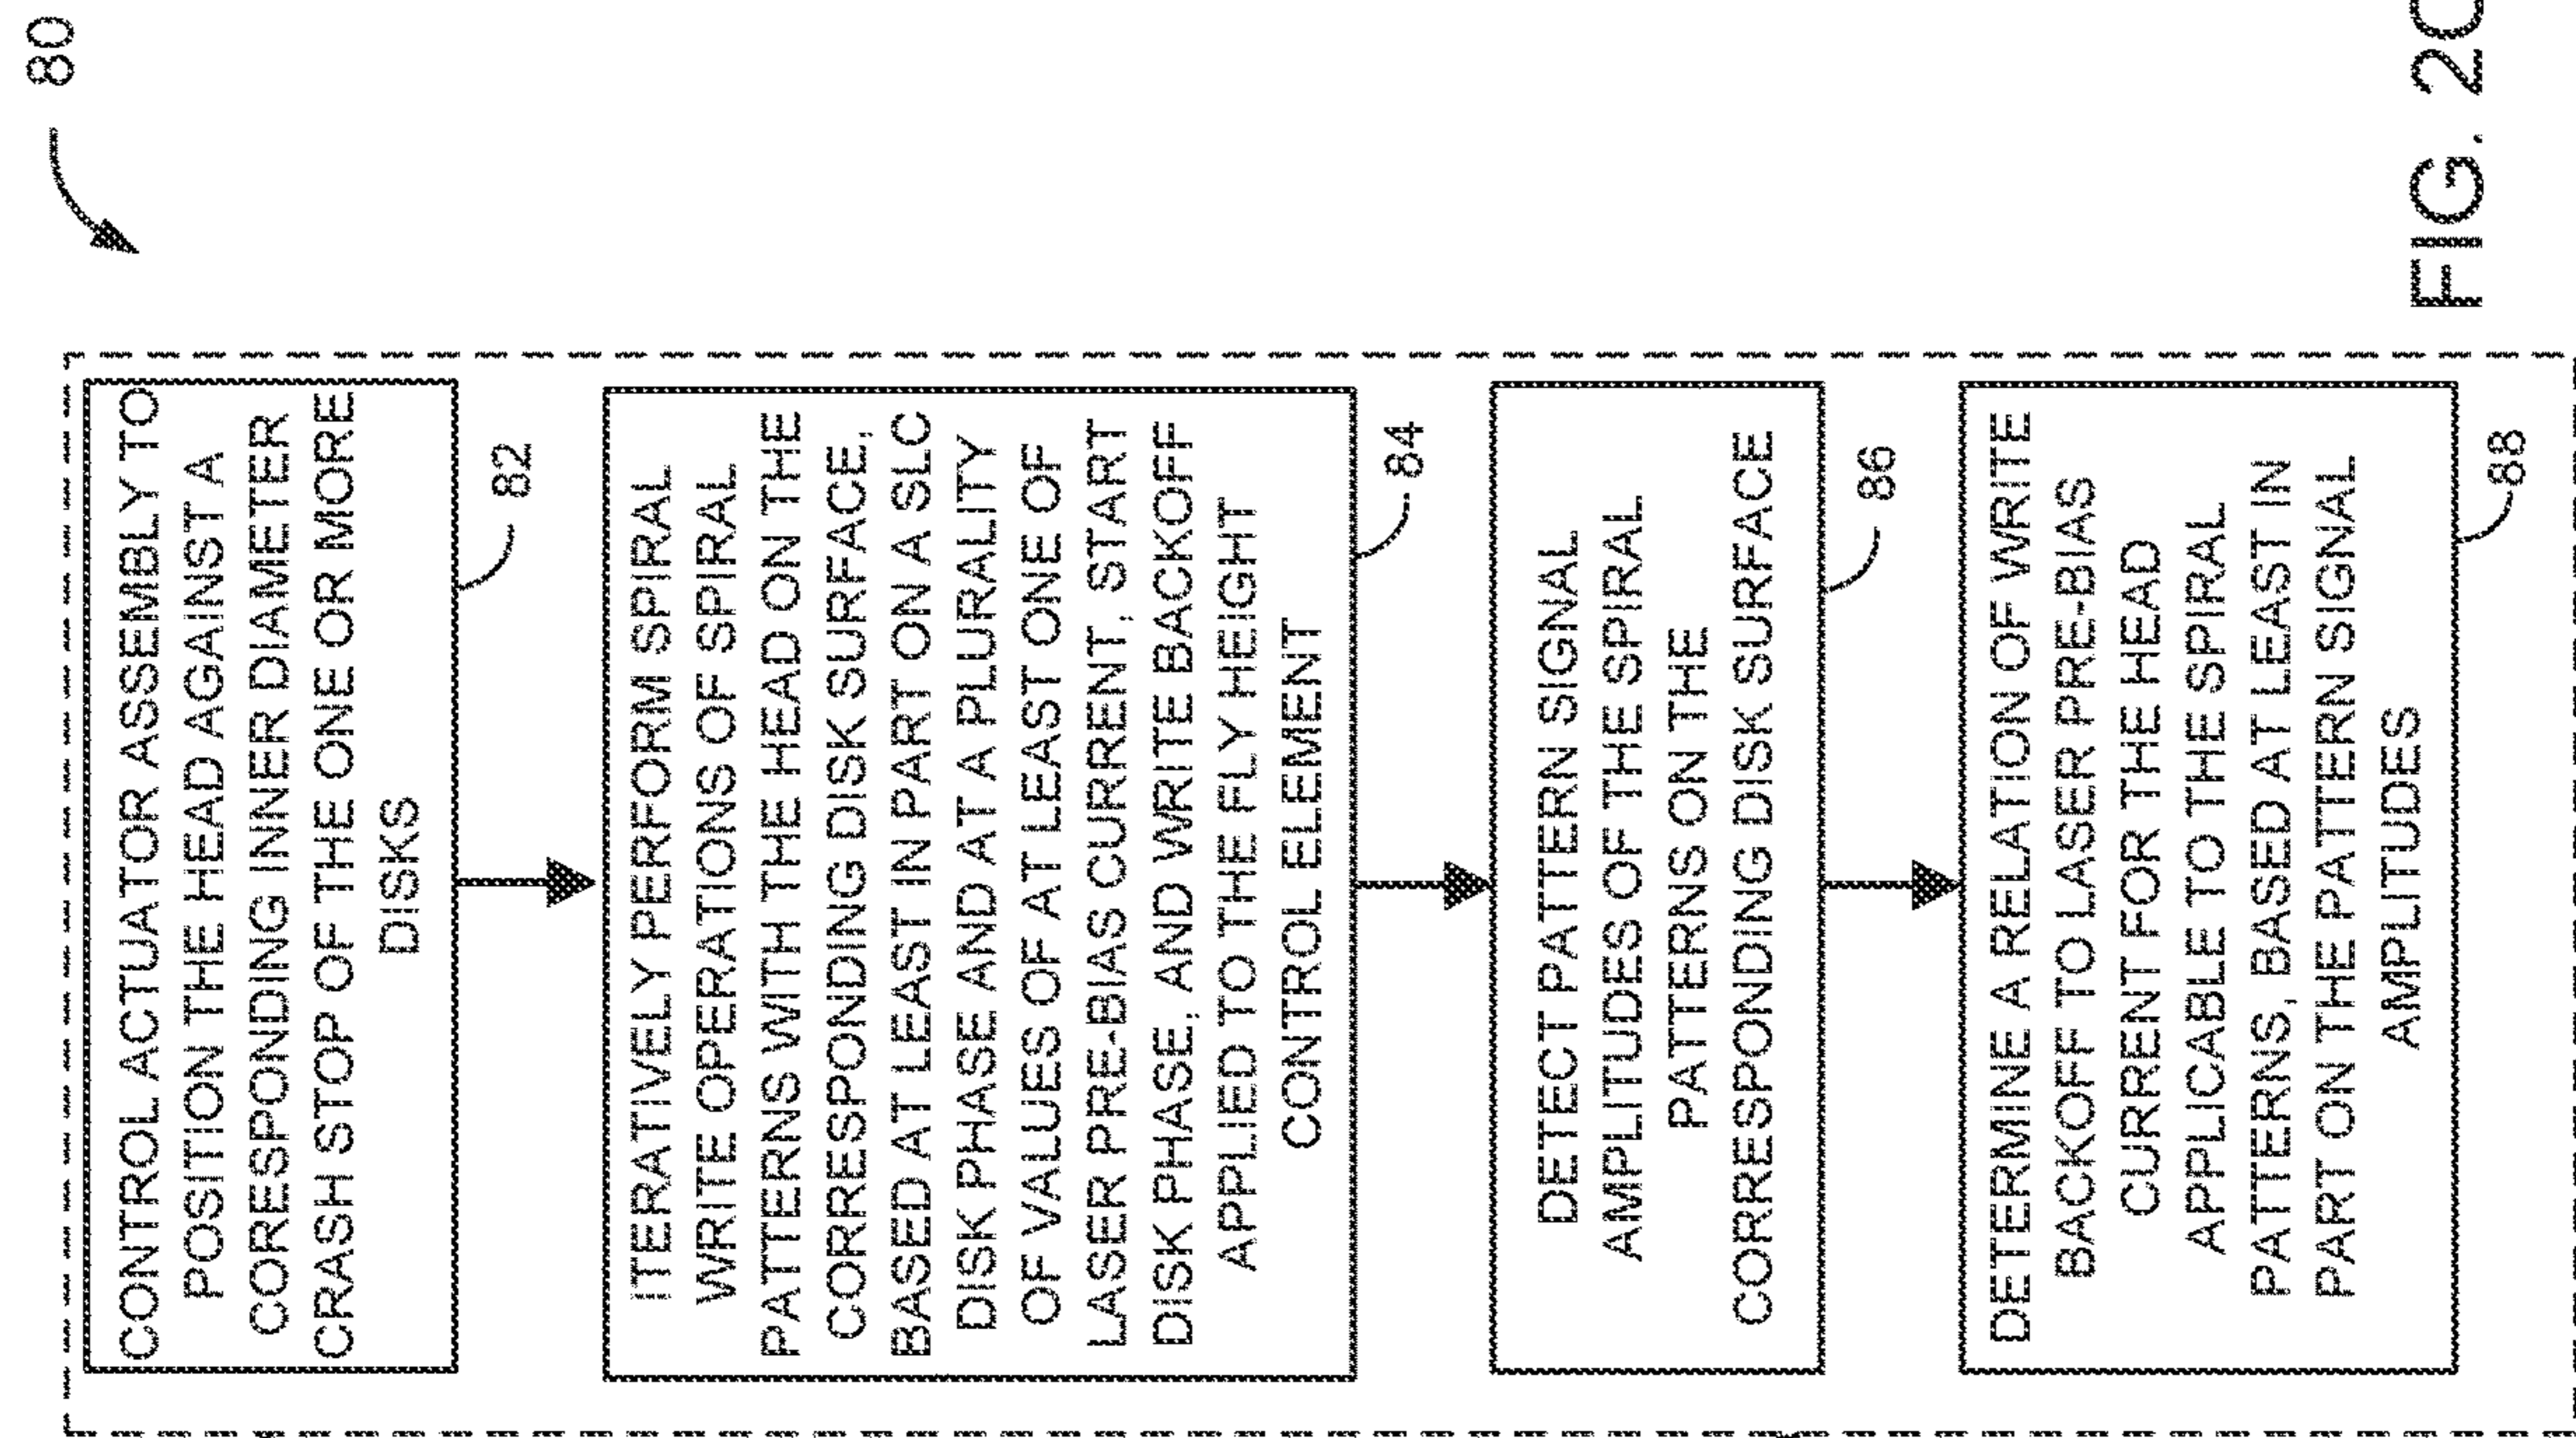 80
CONTROL ACTUATOR ASSEMBLY TO
POSITION THE HEAD AGAINST A
CORESPONDING INNER DIAMETER
CRASH STOP OF THE ONE OR MORE
DISKS
82
ITERATIVELY PERFORM SPIRAL
WRITE OPERATIONS OF SPIRAL
PATTERNS WITH THE HEAD ON THE
CORRESPONDING DISK SURFACE,
BASED AT LEAST IN PART ON A SLC
DISK PHASE AND AT A PLURALITY
OF VALUES OF AT LEAST ONE OF
LASER PRE-BIAS CURRENT, START
DISK PHASE, AND WRITE BACKOFF
APPLIED TO THE FLY HEIGHT
CONTROL ELEMENT
84
DETECT PATTERN SIGNAL
AMPLITUDES OF THE SPIRAL
PATTERNS ON THE
CORRESPONDING DISK SURFACE
86
DETERMINE A RELATION OF WRITE
BACKOFF TO LASER PRE-BIAS
CURRENT FOR THE HEAD
APPLICABLE TO THE SPIRAL
PATTERNS, BASED AT LEAST IN
PART ON THE PATTERN SIGNAL
AMPLITUDES
88
FIG. 2C